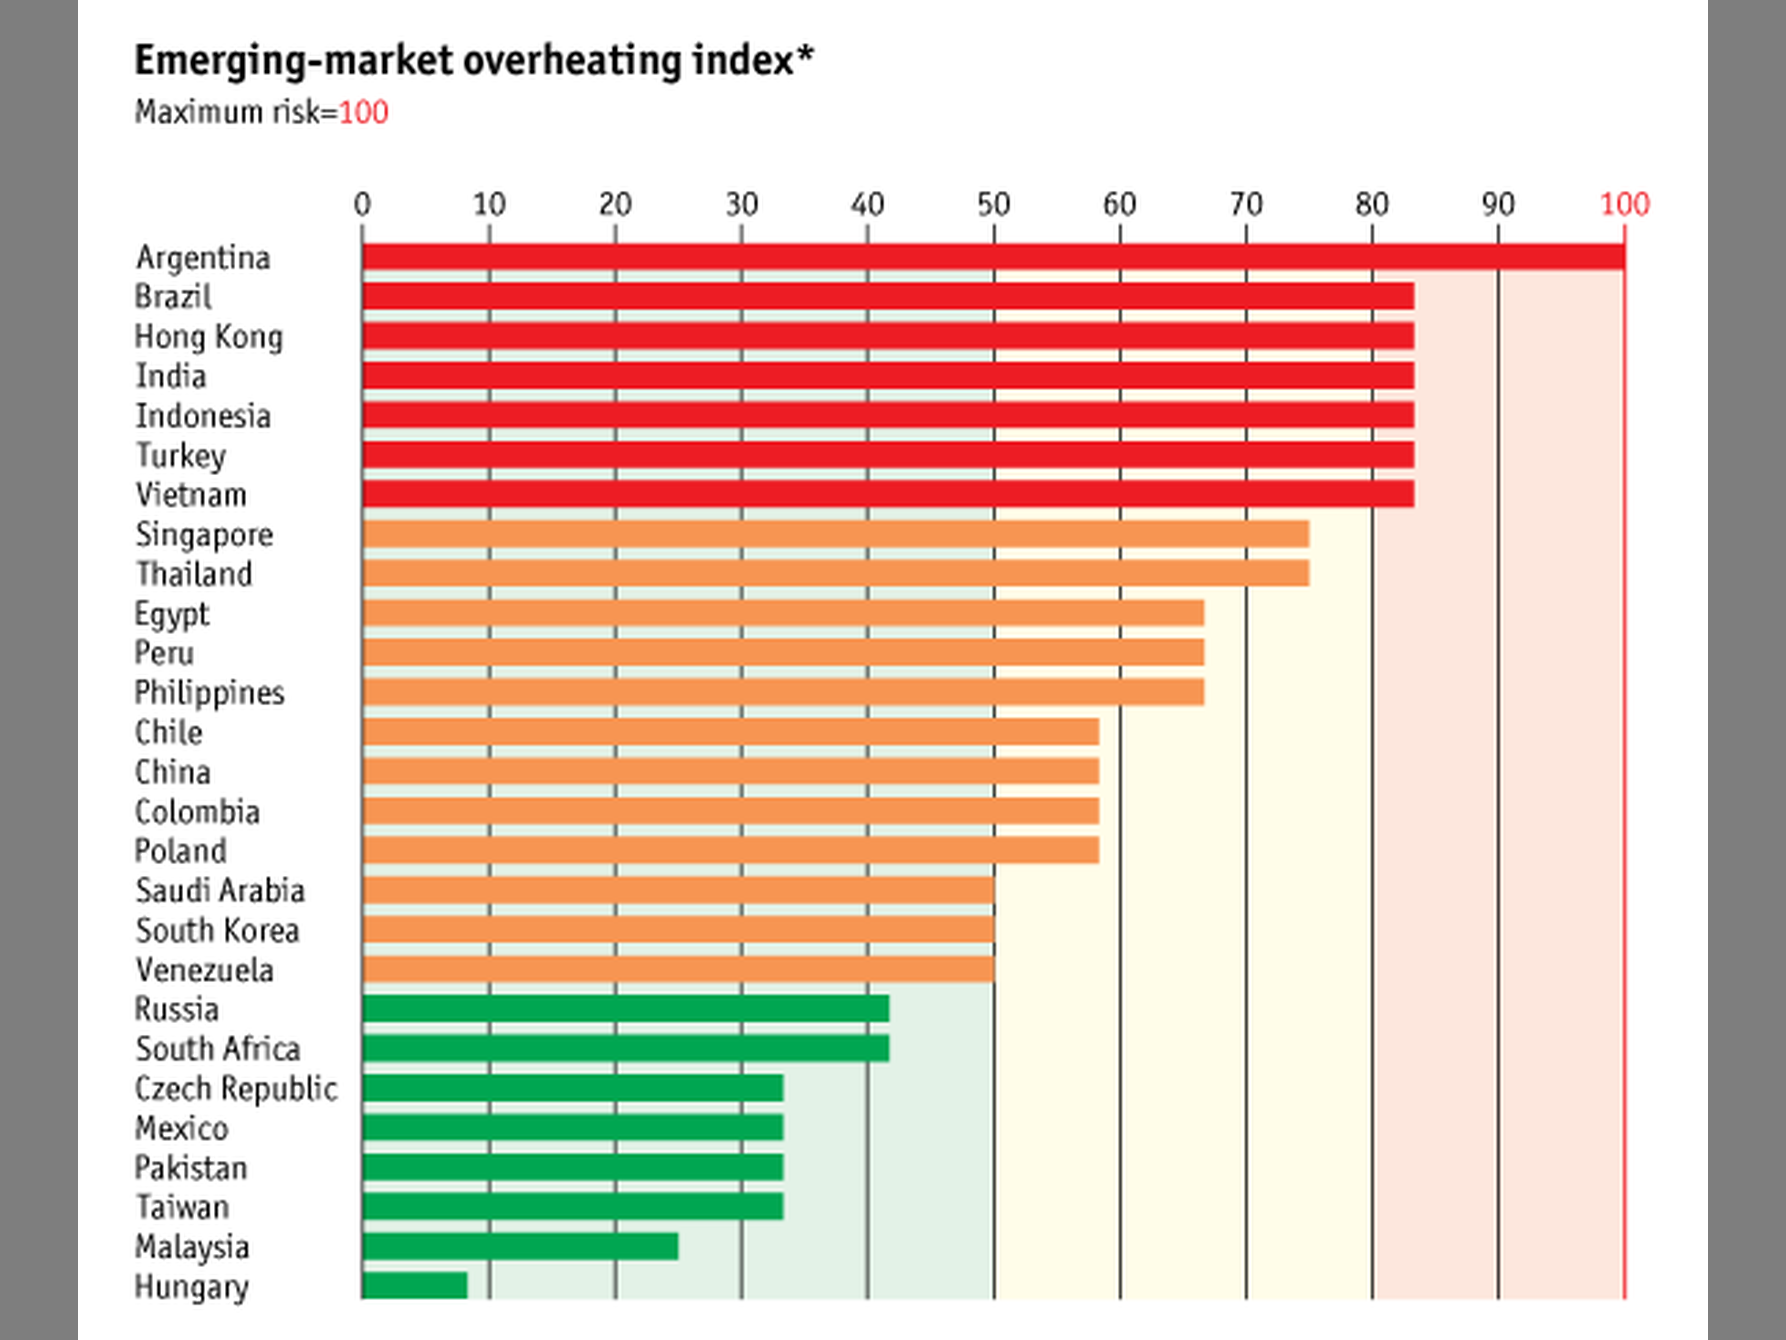 Emerging-market overheating index*
Maximum risk=100
0 10 20 30 40 50 60 70 80 90 100
Argentina
Brazil
Hong Kong
India
Indonesia
Turkey
Vietnam
Singapore
Thailand
Egypt
Peru
Philippines
Chile
China
Colombia
Poland
Saudi Arabia
South Korea
Venezuela
Russia
South Africa
Czech Republic
Mexico
Pakistan
Taiwan
Malaysia
Hungary